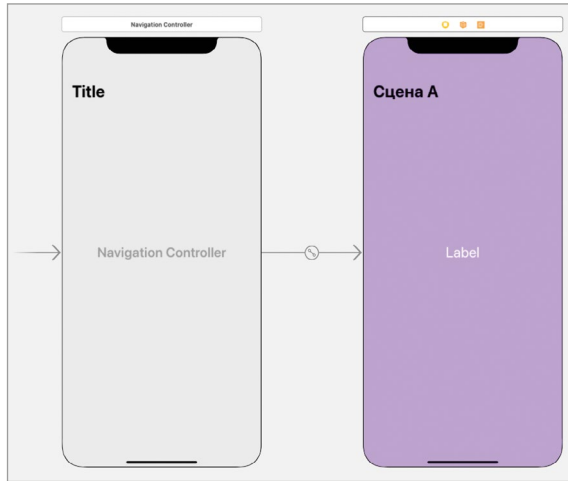 Navigation Controller
Title
Сцена А
Navigation Controller
Label